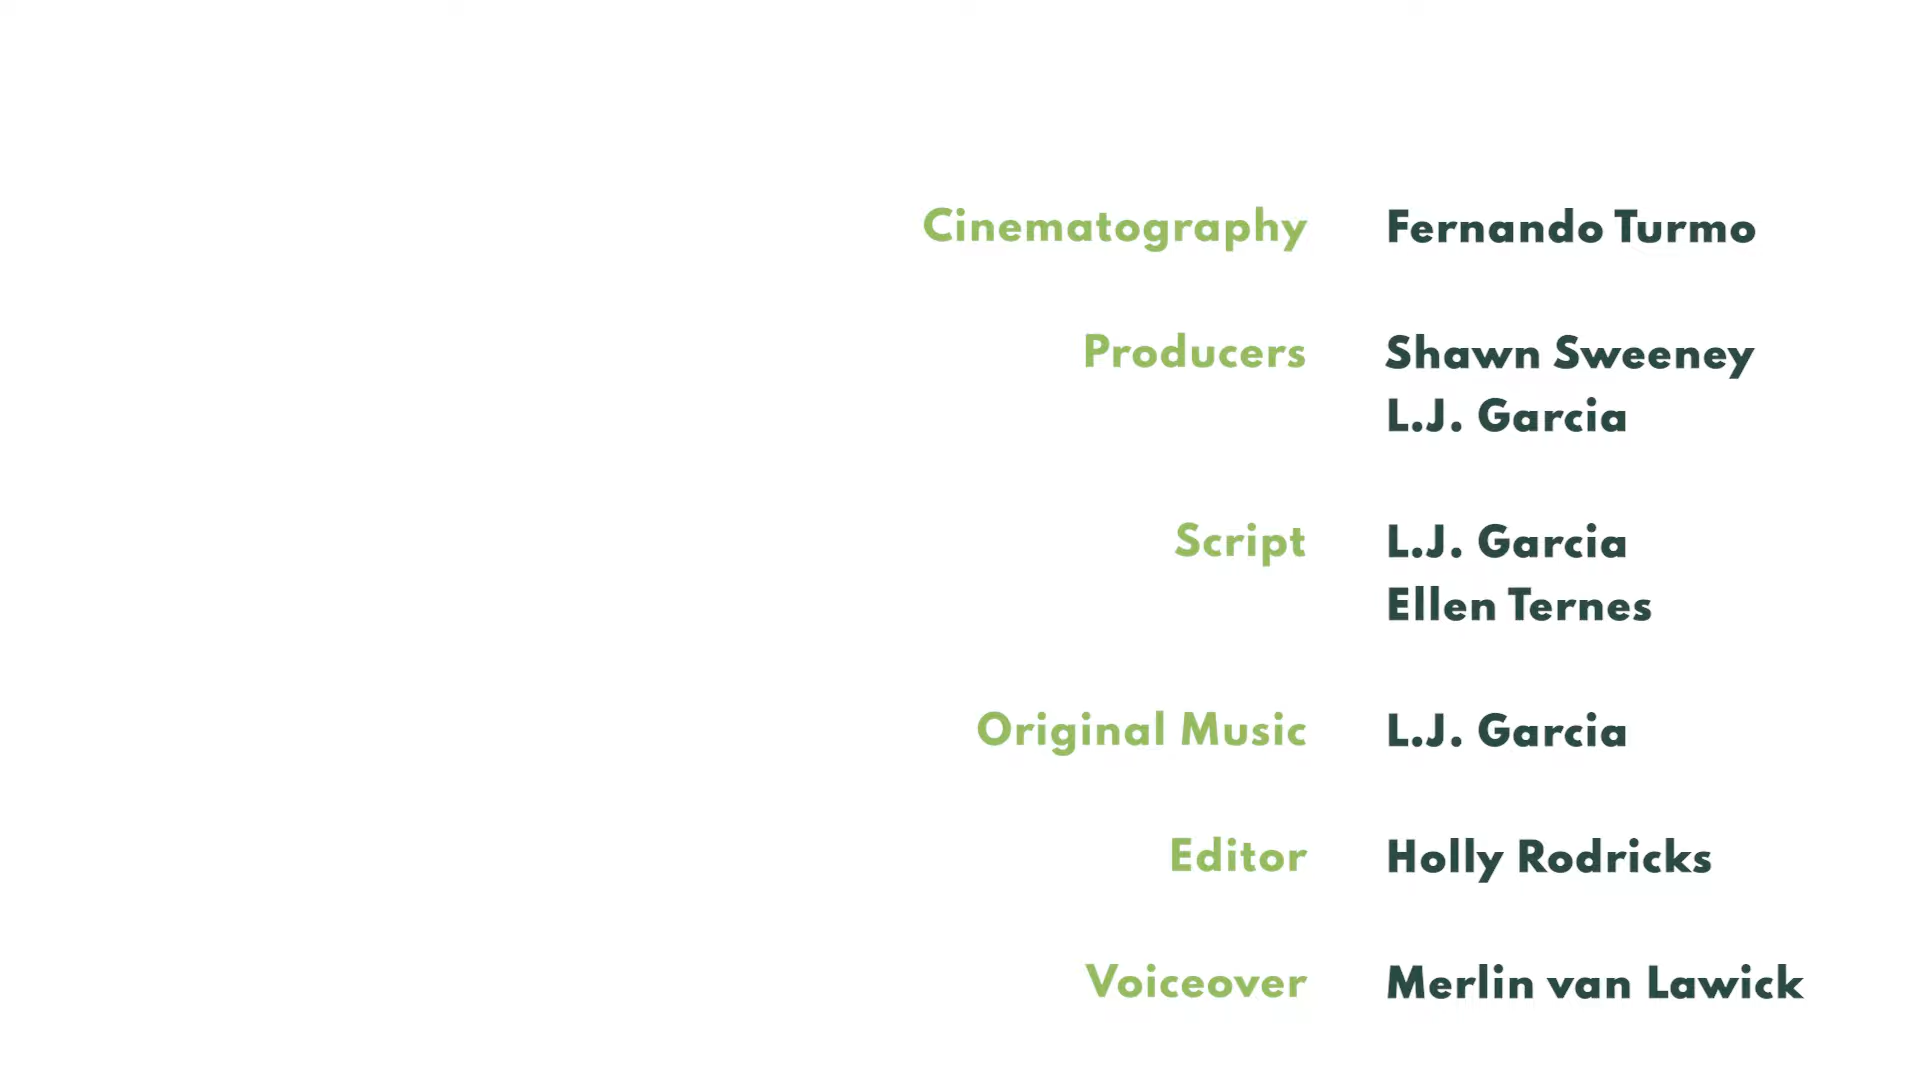 Cinematography Fernando Turmo
Producers Shawn Sweeney
L.J. Garcia
Script L.J. Garcia
Ellen Ternes
Original Music L.J. Garcia
Editor Holly Rodricks
Voiceover Merlin van Lawick